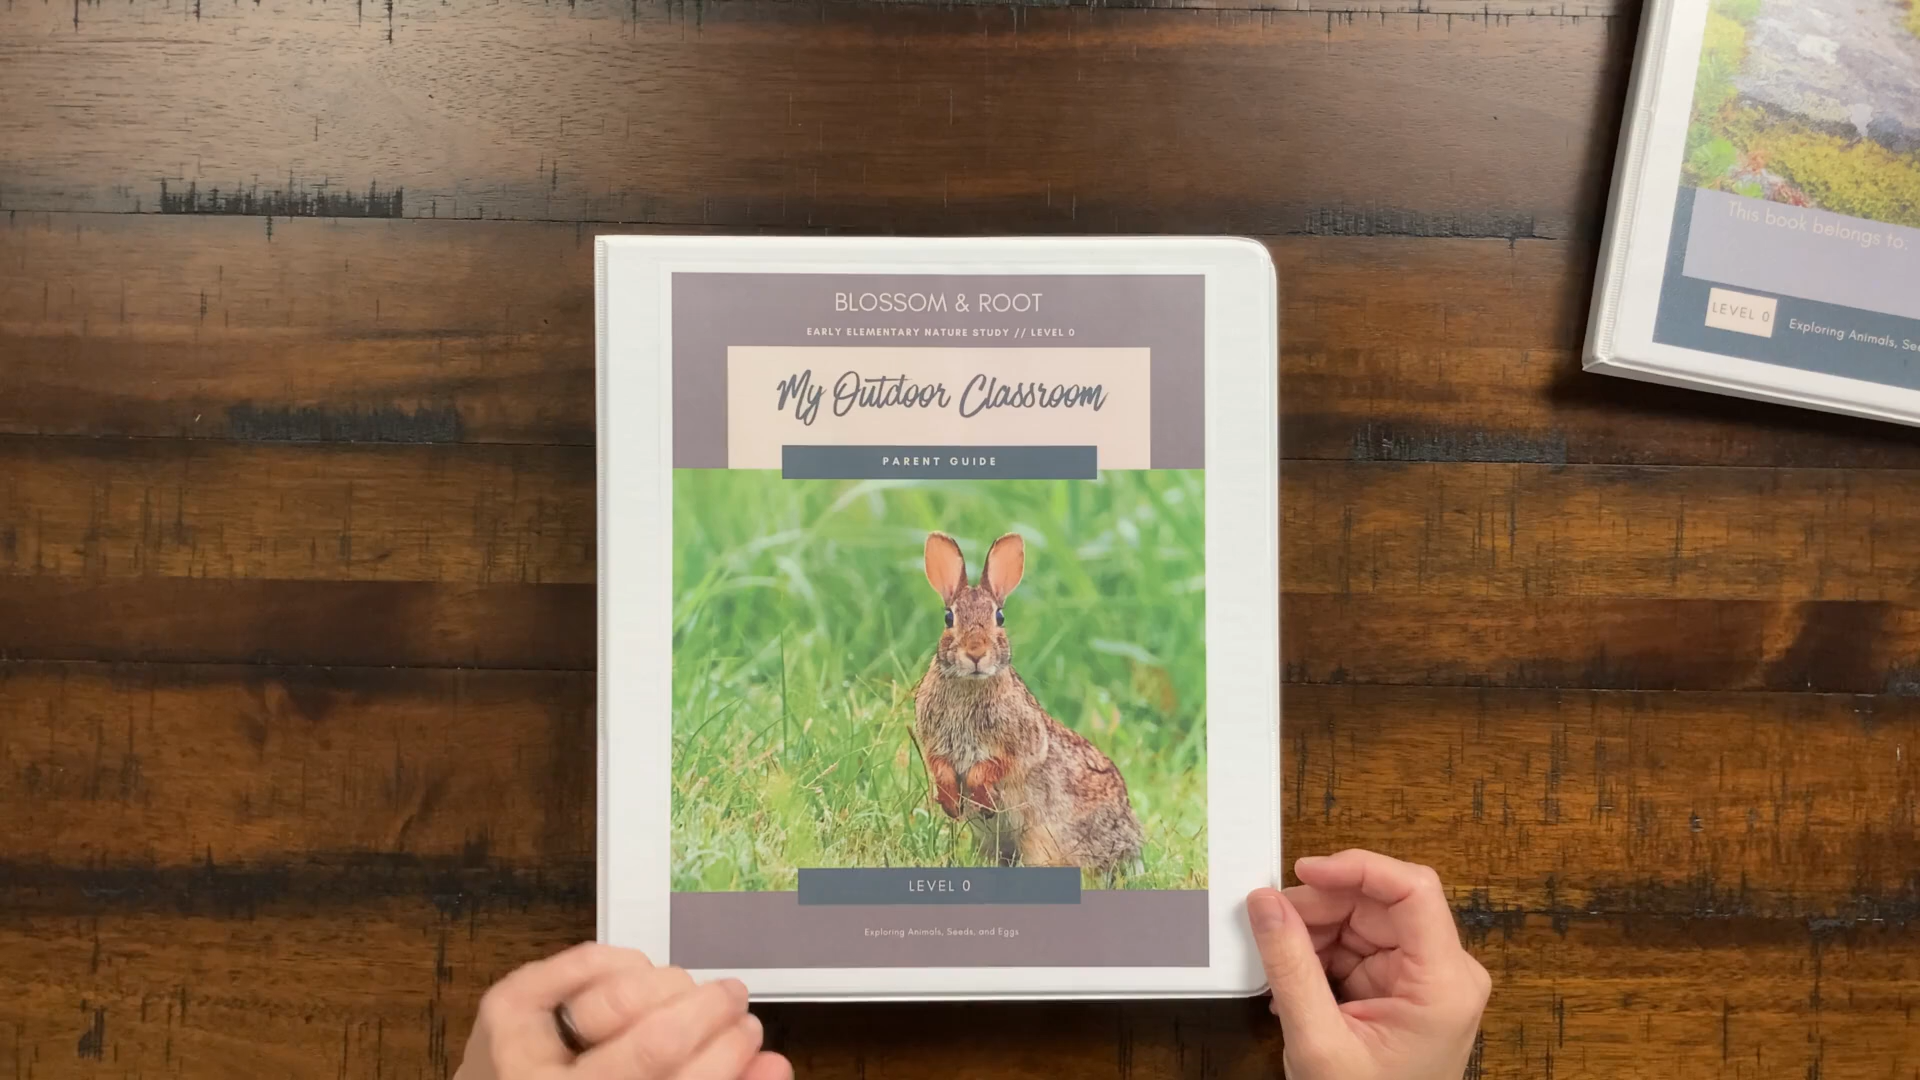 BLOSSOM & ROOT
EARLY ELEMENTARY NATURE STUDY // LEVEL 0
My Outdoor Classroom
PARENT GUIDE
LEVEL 0
Exploring Animals, Seeds, and Eggs
This book belongs to:
LEVEL 0
Exploring Animals,